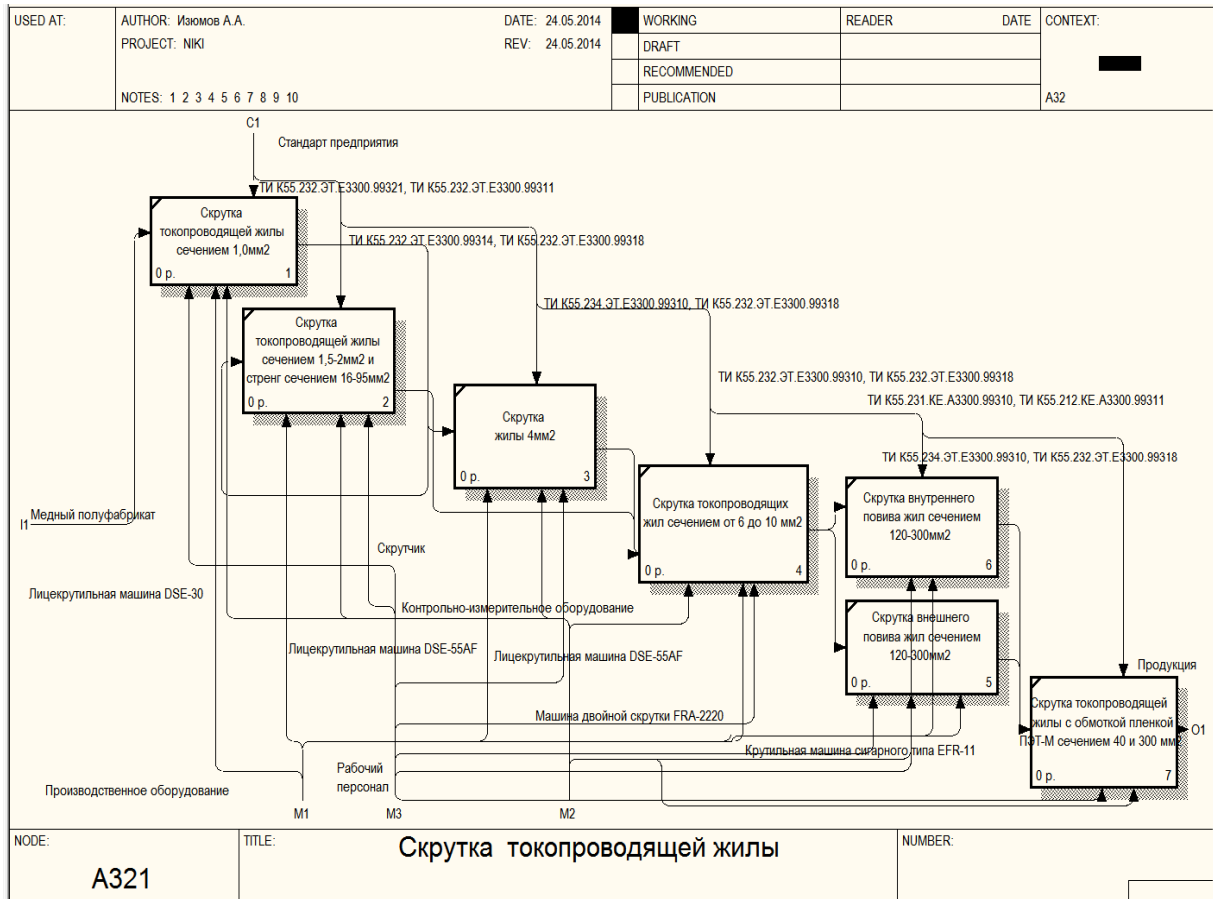 USED AT:
AUTHOR: Изюмов А.А.
DATE: 24.05.2014
PROJECT: NIKI
REV: 24.05.2014
NOTES: 1 2 3 4 5 6 7 8 9 10
WORKING
DRAFT
RECOMMENDED
PUBLICATION
READER
DATE
CONTEXT:
A32
C1
Стандарт предприятия
ТИ К55.232.ЭТ.Е3300.99321, ТИ К55.232.ЭТ.Е3300.99311
Скрутка
токопроводящей жилы
сечением 1,0мм2
0 р.
1
ТИ К55.232.ЭТ.Е3300.99314, ТИ К55.232.ЭТ.Е3300.99318
ТИ К55.234.ЭТ.Е3300.99310, ТИ К55.232.ЭТ.Е3300.99318
Скрутка
токопроводящей жилы
сечением 1,5-2мм2 и
стренг сечением 16-95мм2
0 р.
2
ТИ К55.232.ЭТ.Е3300.99310, ТИ К55.232.ЭТ.Е3300.99318
ТИ К55.231.КЕ.А3300.99310, ТИ К55.212.КЕ.А3300.99311
Скрутка
жилы 4мм2
0 р.
3
ТИ К55.234.ЭТ.Е3300.99310, ТИ К55.232.ЭТ.Е3300.99318
Скрутка токопроводящих
жил сечением от 6 до 10 мм2
0 р.
4
Скрутка внутреннего
повива жил сечением
120-300мм2
0 р.
6
I1
Медный полуфабрикат
Скрутчик
Лицекрутильная машина DSE-30
Контрольно-измерительное оборудование
Скрутка внешнего
повива жил сечением
120-300мм2
0 р.
5
Лицекрутильная машина DSE-55AF
Лицекрутильная машина DSE-55AF
Продукция
Скрутка токопроводящей
жилы с обмоткой пленкой
ПЭТ-М сечением 40 и 300 мм2
0 р.
7
O1
Машина двойной скрутки FRA-2220
Крутильная машина сигарного типа EFR-11
Рабочий
персонал
Производственное оборудование
M1
M3
M2
NODE:
A321
TITLE:
Скрутка токопроводящей жилы
NUMBER: